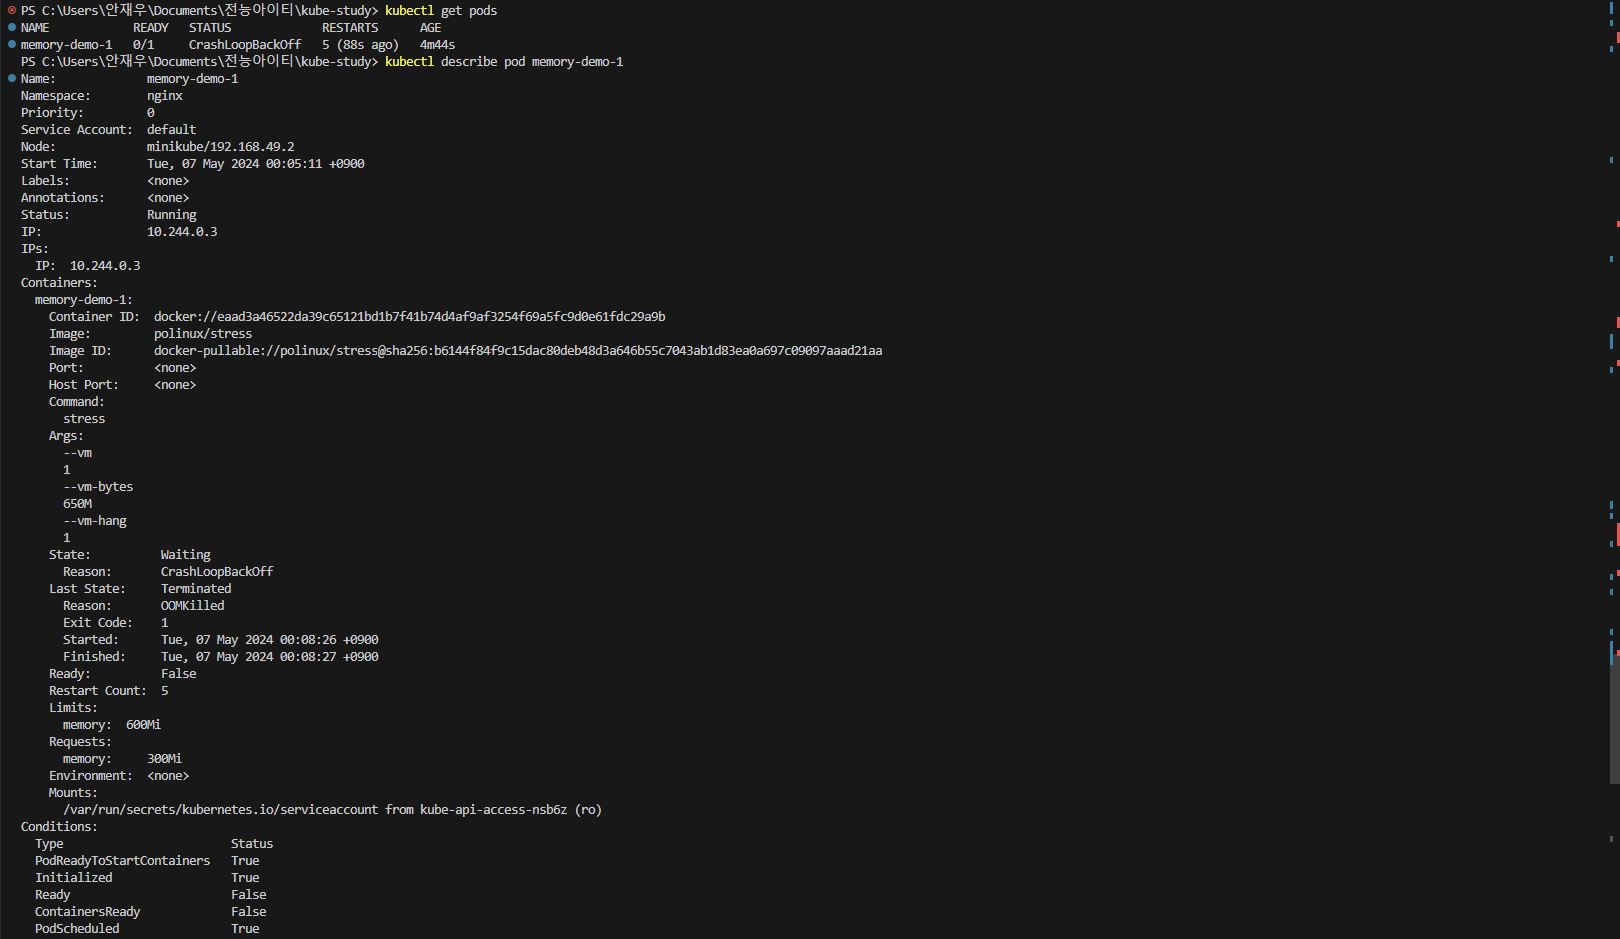 PS C:\Users\안재우\Documents\전능아이티\kube-study> kubectl get pods
NAME            READY   STATUS             RESTARTS      AGE
memory-demo-1   0/1     CrashLoopBackOff   5 (88s ago)   4m44s
PS C:\Users\안재우\Documents\전능아이티\kube-study> kubectl describe pod memory-demo-1
Name:             memory-demo-1
Namespace:        nginx
Priority:         0
Service Account:  default
Node:             minikube/192.168.49.2
Start Time:       Tue, 07 May 2024 00:05:11 +0900
Labels:           <none>
Annotations:      <none>
Status:           Running
IP:               10.244.0.3
IPs:
  IP:  10.244.0.3
Containers:
  memory-demo-1:
    Container ID:  docker://eaad3a46522da39c65121bd1b7f41b74d4af9af3254f69a5fc9d0e61fdc29a9b
    Image:         polinux/stress
    Image ID:      docker-pullable://polinux/stress@sha256:b6144f84f9c15dac80deb48d3a646b55c7043ab1d83ea0a697c09097aaad21aa
    Port:          <none>
    Host Port:     <none>
    Command:
      stress
    Args:
      --vm
      1
      --vm-bytes
      650M
      --vm-hang
      1
    State:          Waiting
      Reason:       CrashLoopBackOff
    Last State:     Terminated
      Reason:       OOMKilled
      Exit Code:    1
      Started:      Tue, 07 May 2024 00:08:26 +0900
      Finished:     Tue, 07 May 2024 00:08:27 +0900
    Ready:          False
    Restart Count:  5
    Limits:
      memory:  600Mi
    Requests:
      memory:     300Mi
    Environment:  <none>
    Mounts:
      /var/run/secrets/kubernetes.io/serviceaccount from kube-api-access-nsb6z (ro)
Conditions:
  Type                        Status
  PodReadyToStartContainers   True
  Initialized                 True
  Ready                       False
  ContainersReady             False
  PodScheduled                True